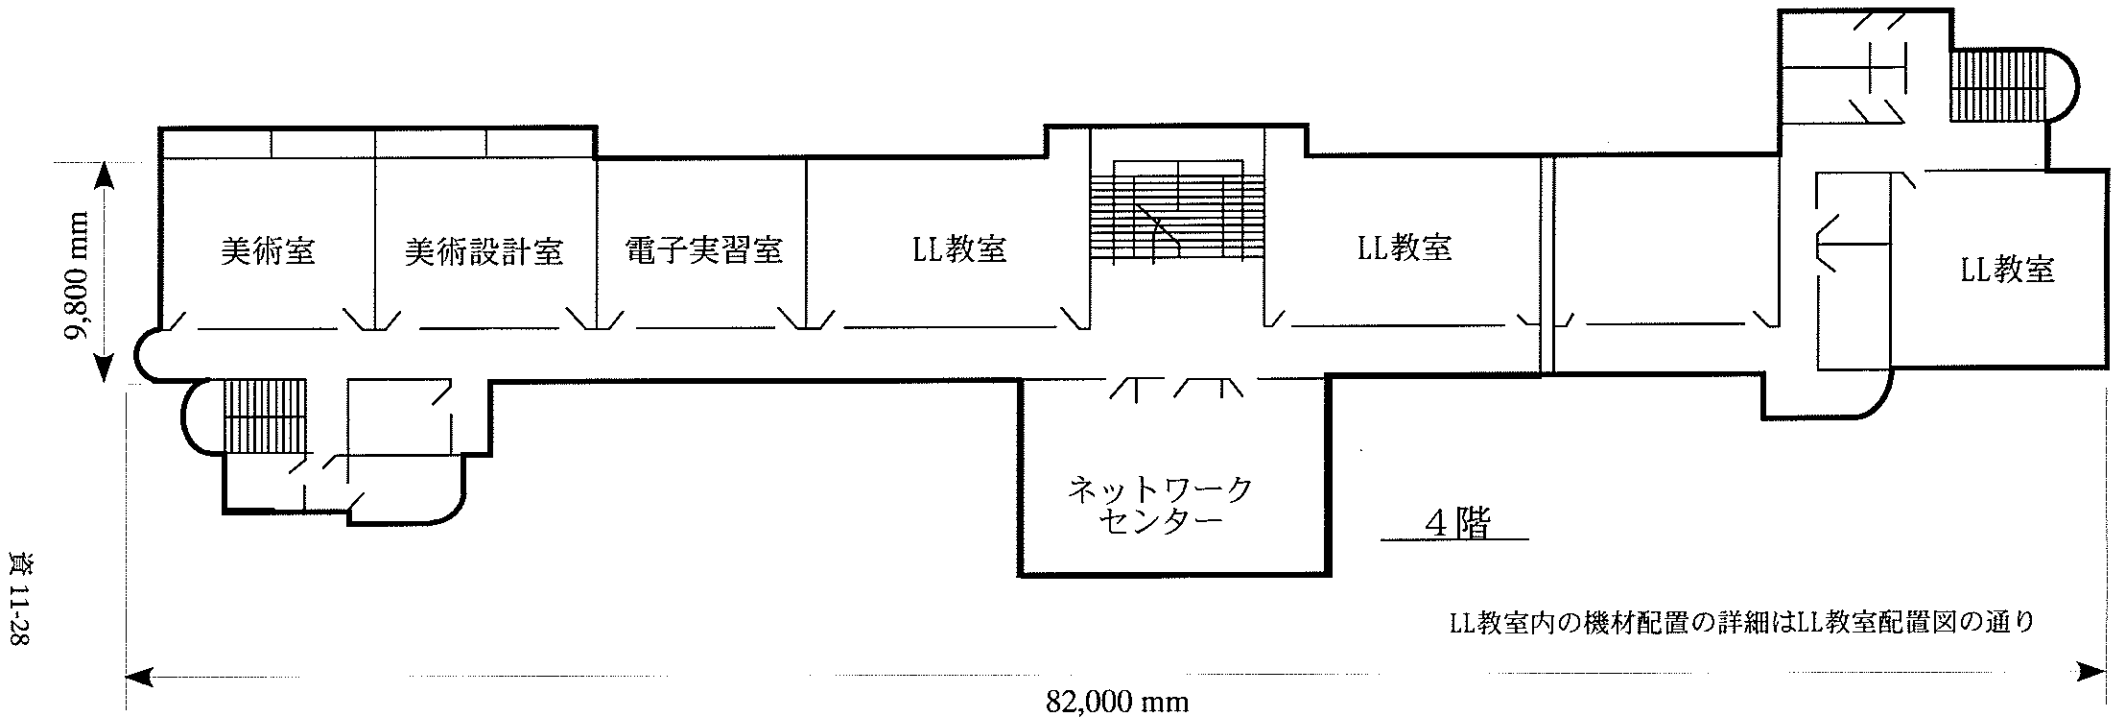 9,800 mm
美術室
美術設計室
電子実習室
LL教室
LL教室
LL教室
ネットワーク
センター
4階
LL教室内の機材配置の詳細はLL教室配置図の通り
82,000 mm
資 11-28